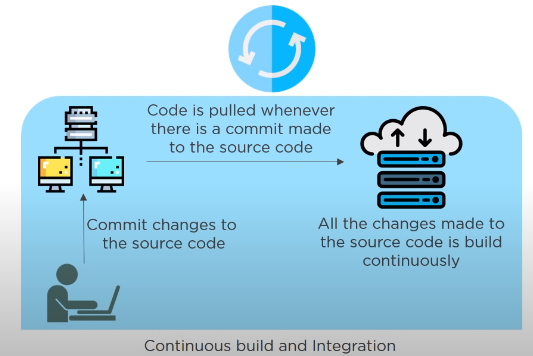 Code is pulled whenever
there is a commit made
to the source code
Commit changes to
the source code
All the changes made to
the source code is build
continuously
Continuous build and Integration